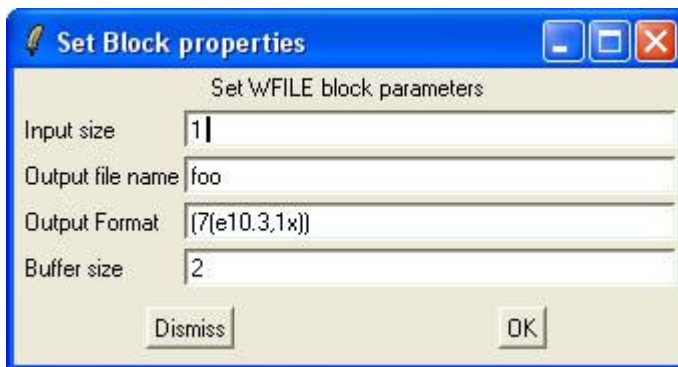 Set Block properties
Set WFILE block parameters
Input size 1
Output file name foo
Output Format (7(e10.3,1x))
Buffer size 2
Dismiss OK